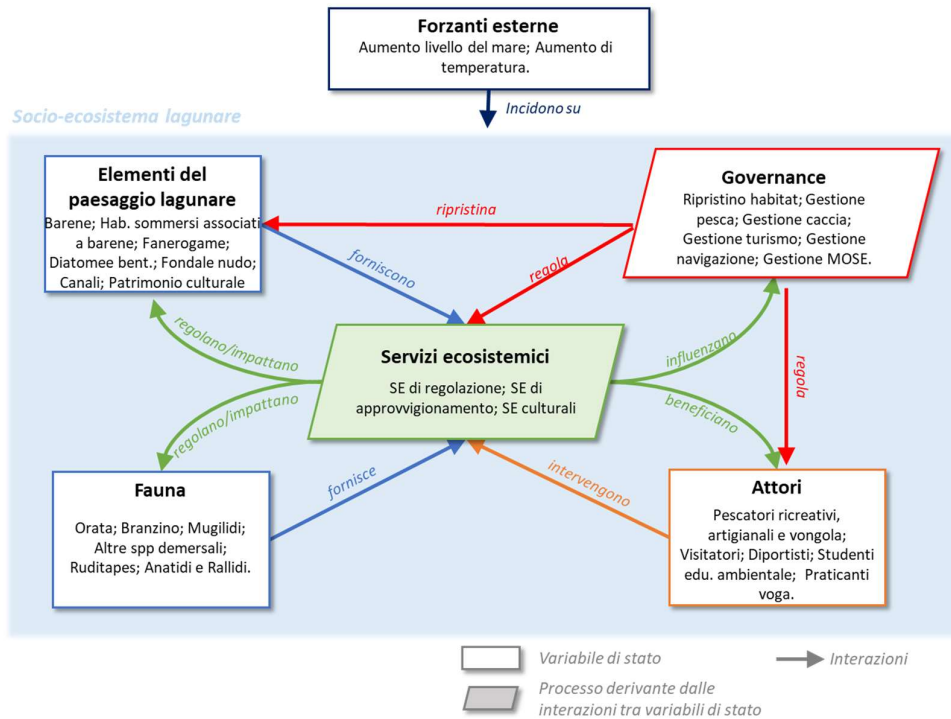 Forzanti esterne
Aumento livello del mare; Aumento di
temperatura.
Incidono su
Socio-ecosistema lagunare
Elementi del
paesaggio lagunare
Barene; Hab. sommersi associati
a barene; Fanerogame;
Diatomee bent.; Fondale nudo;
Canali; Patrimonio culturale
Governance
Ripristino habitat; Gestione
pesca; Gestione caccia;
Gestione turismo; Gestione
navigazione; Gestione MOSE.
ripristina
forniscono
regola
regolano/impattano
influenzano
regola
Servizi ecosistemici
SE di regolazione; SE di
approvvigionamento; SE culturali
regolano/impattano
beneficiano
fornisce
intervengono
Fauna
Orata; Branzino; Mugilidi;
Altre spp demersali;
Ruditapes; Anatidi e Rallidi.
Attori
Pescatori ricreativi,
artigianali e vongola;
Visitatori; Diportisti; Studenti
edu. ambientale; Praticanti
voga.
Variabile di stato
Interazioni
Processo derivante dalle
interazioni tra variabili di stato